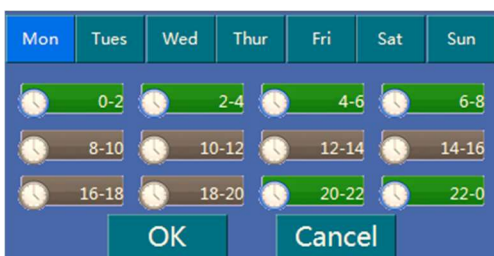 Mon Tues Wed Thur Fri Sat Sun
0-2 2-4 4-6 6-8
8-10 10-12 12-14 14-16
16-18 18-20 20-22 22-0
OK Cancel